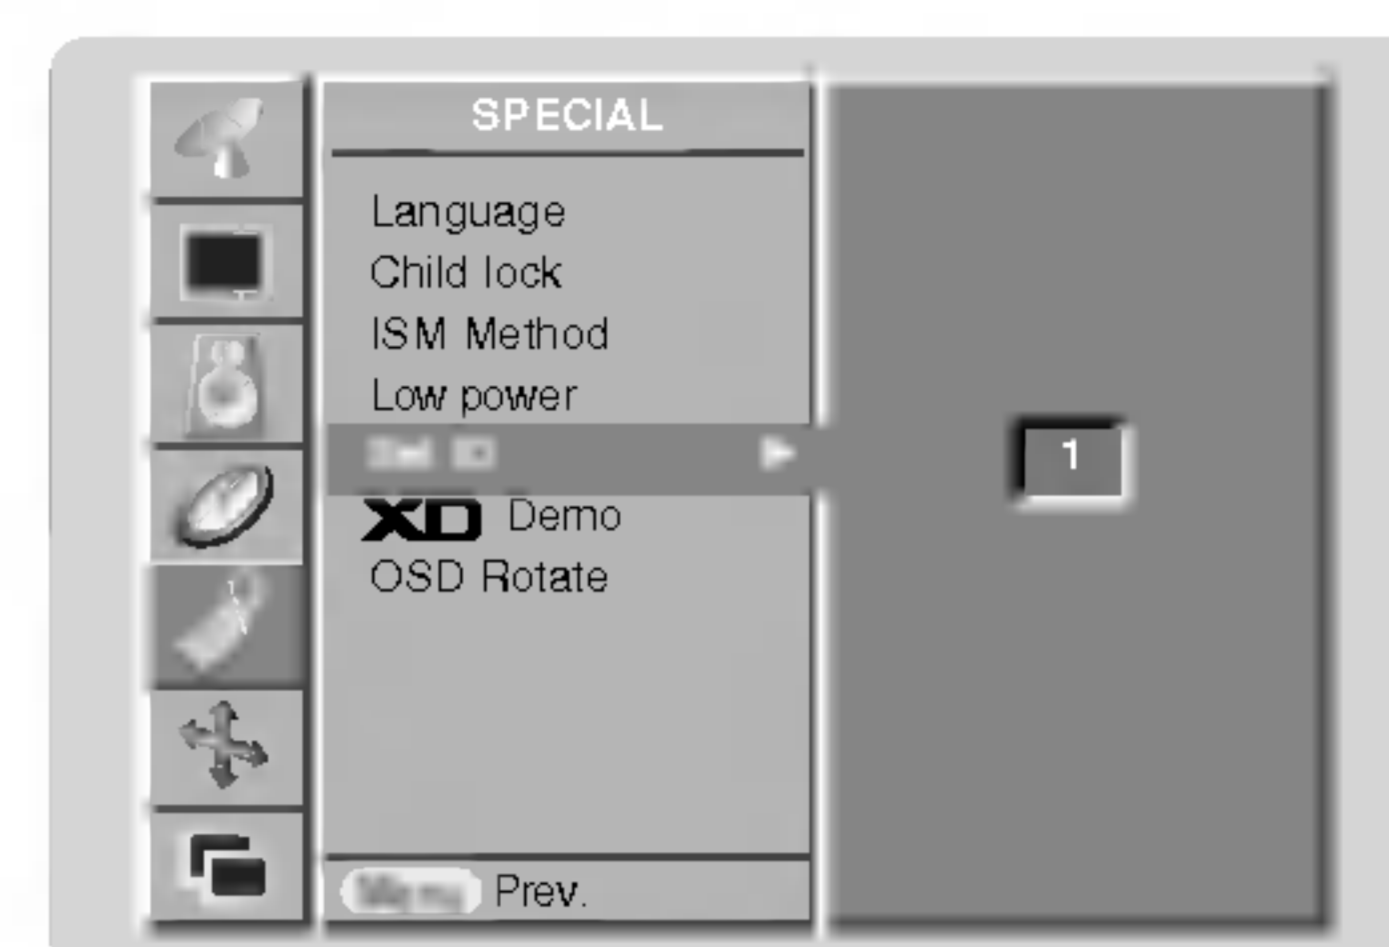 SPECIAL
Language
Child lock
ISM Method
Low power
1
XD Demo
OSD Rotate
Prev.